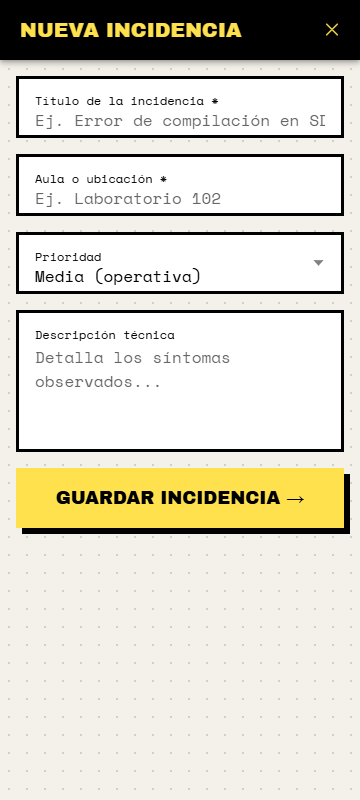 NUEVA INCIDENCIA ×
Título de la incidencia *
Ej. Error de compilación en SI
Aula o ubicación *
Ej. Laboratorio 102
Prioridad
Media (operativa)
Descripción técnica
Detalla los síntomas
observados...
GUARDAR INCIDENCIA →